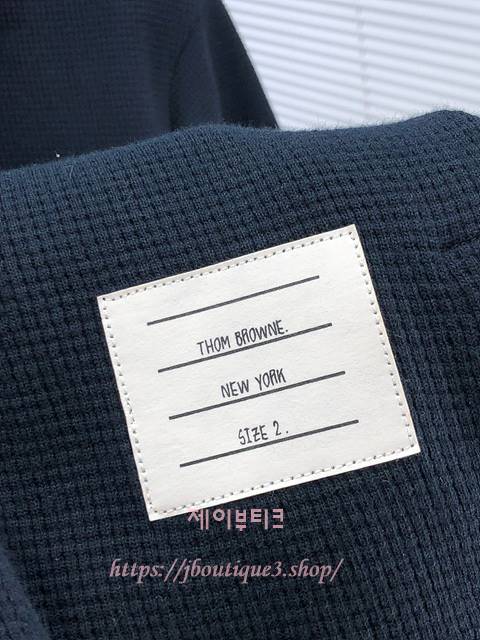 THOM BROWNE.
NEW YORK
SIZE 2.
제이부티크
https://jboutique3.shop/